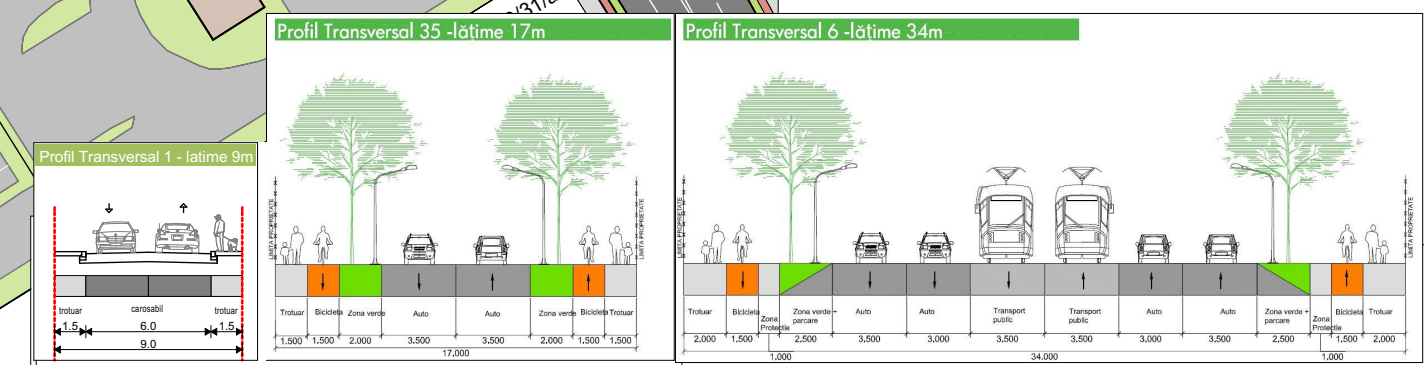 /31/a
Profil Transversal 1 - latime 9m
trotuar
carosabil
trotuar
1.5
6.0
1.5
9.0
Profil Transversal 35 -lățime 17m
LIMITA PROPRIETATE
LIMITA PROPRIETATE
Trotuar
Bicicleta
Zona verde
Auto
Auto
Zona verde
Bicicleta
Trotuar
1.500
1.500
2.000
3.500
3.500
2.000
1.500
1.500
17.000
Profil Transversal 6 -lățime 34m
LIMITA PROPRIETATE
LIMITA PROPRIETATE
Trotuar
Bicicleta
Zona
Protectie
Zona verde +
parcare
Auto
Auto
Transport
public
Transport
public
Auto
Auto
Zona verde +
parcare
Zona
Protectie
Bicicleta
Trotuar
2,000
1,500
2,500
3,500
3,000
3,500
3,500
3,000
3,500
2,500
1,500
2,000
1,000
34.000
1,000